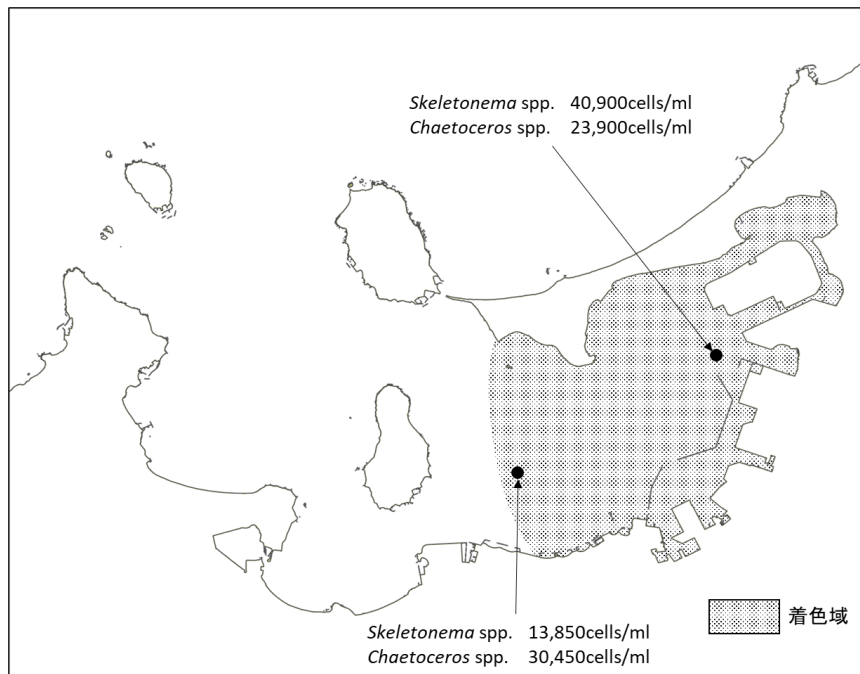 Skeletonema spp. 40,900cells/ml
Chaetoceros spp. 23,900cells/ml
着色域
Skeletonema spp. 13,850cells/ml
Chaetoceros spp. 30,450cells/ml